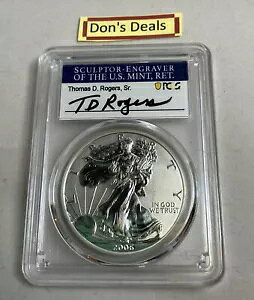 Don's Deals
SCULPTOR-ENGRAVER
OF THE U.S. MINT, RET.
Thomas D. Rogers, Sr.
TD Rogers
PCGS
LIBERTY
IN GOD
WE TRUST
2006